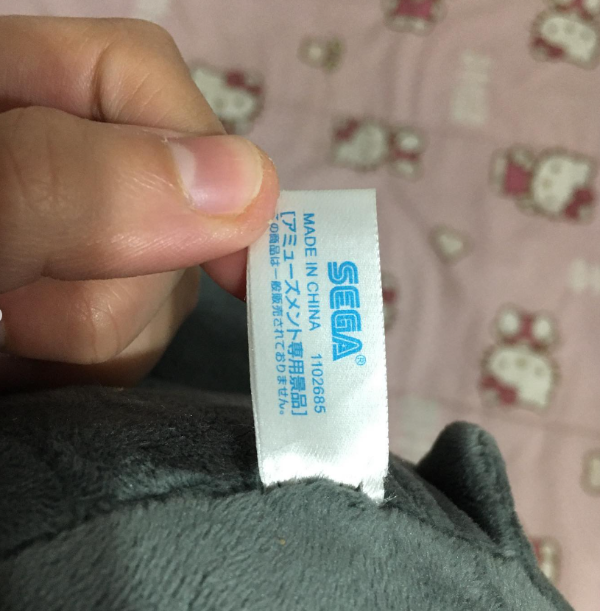 SEGA®
MADE IN CHINA 1102685
[アミューズメント専用景品]
の商品は一般販売されておりません。